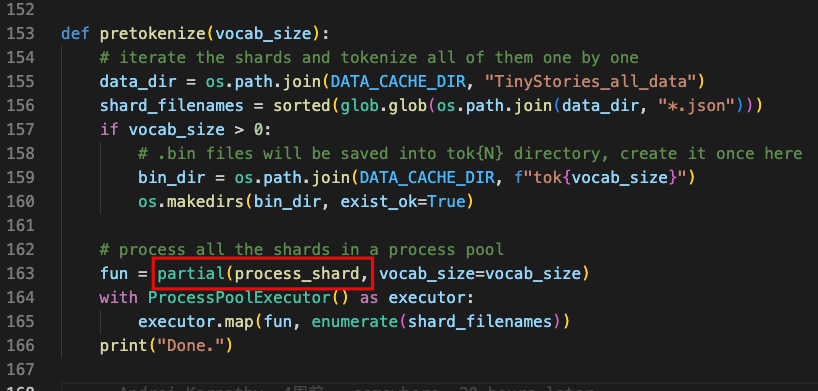 152
153 def pretokenize(vocab_size):
154     # iterate the shards and tokenize all of them one by one
155     data_dir = os.path.join(DATA_CACHE_DIR, "TinyStories_all_data")
156     shard_filenames = sorted(glob.glob(os.path.join(data_dir, "*.json")))
157     if vocab_size > 0:
158         # .bin files will be saved into tok{N} directory, create it once here
159         bin_dir = os.path.join(DATA_CACHE_DIR, f"tok{vocab_size}")
160         os.makedirs(bin_dir, exist_ok=True)
161
162     # process all the shards in a process pool
163     fun = partial(process_shard, vocab_size=vocab_size)
164     with ProcessPoolExecutor() as executor:
165         executor.map(fun, enumerate(shard_filenames))
166     print("Done.")
167